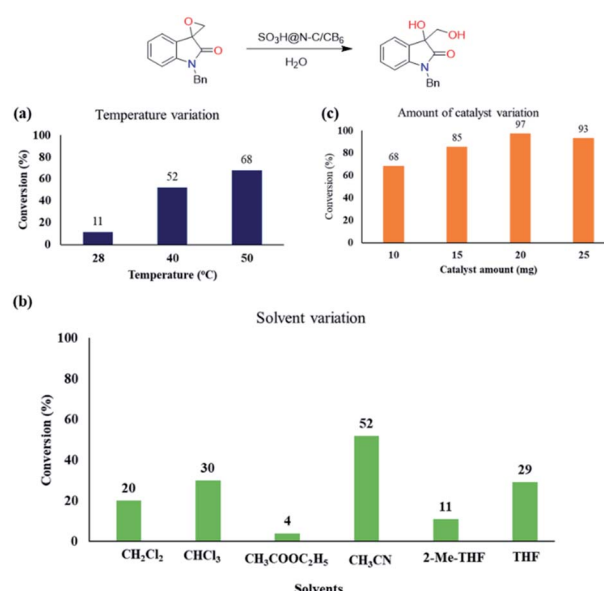 O
O
N
Bn
SO₃H@N-C/CB₆
H₂O
HO
OH
O
N
Bn
(a)
Temperature variation
Conversion (%)
100
80
60
40
20
0
11
52
68
28
40
50
Temperature (°C)
(c)
Amount of catalyst variation
Conversion (%)
100
80
60
40
20
0
68
85
97
93
10
15
20
25
Catalyst amount (mg)
(b)
Solvent variation
Conversion (%)
100
80
60
40
20
0
20
30
4
52
11
29
CH₂Cl₂
CHCl₃
CH₃COOC₂H₅
CH₃CN
2-Me-THF
THF
Solvents